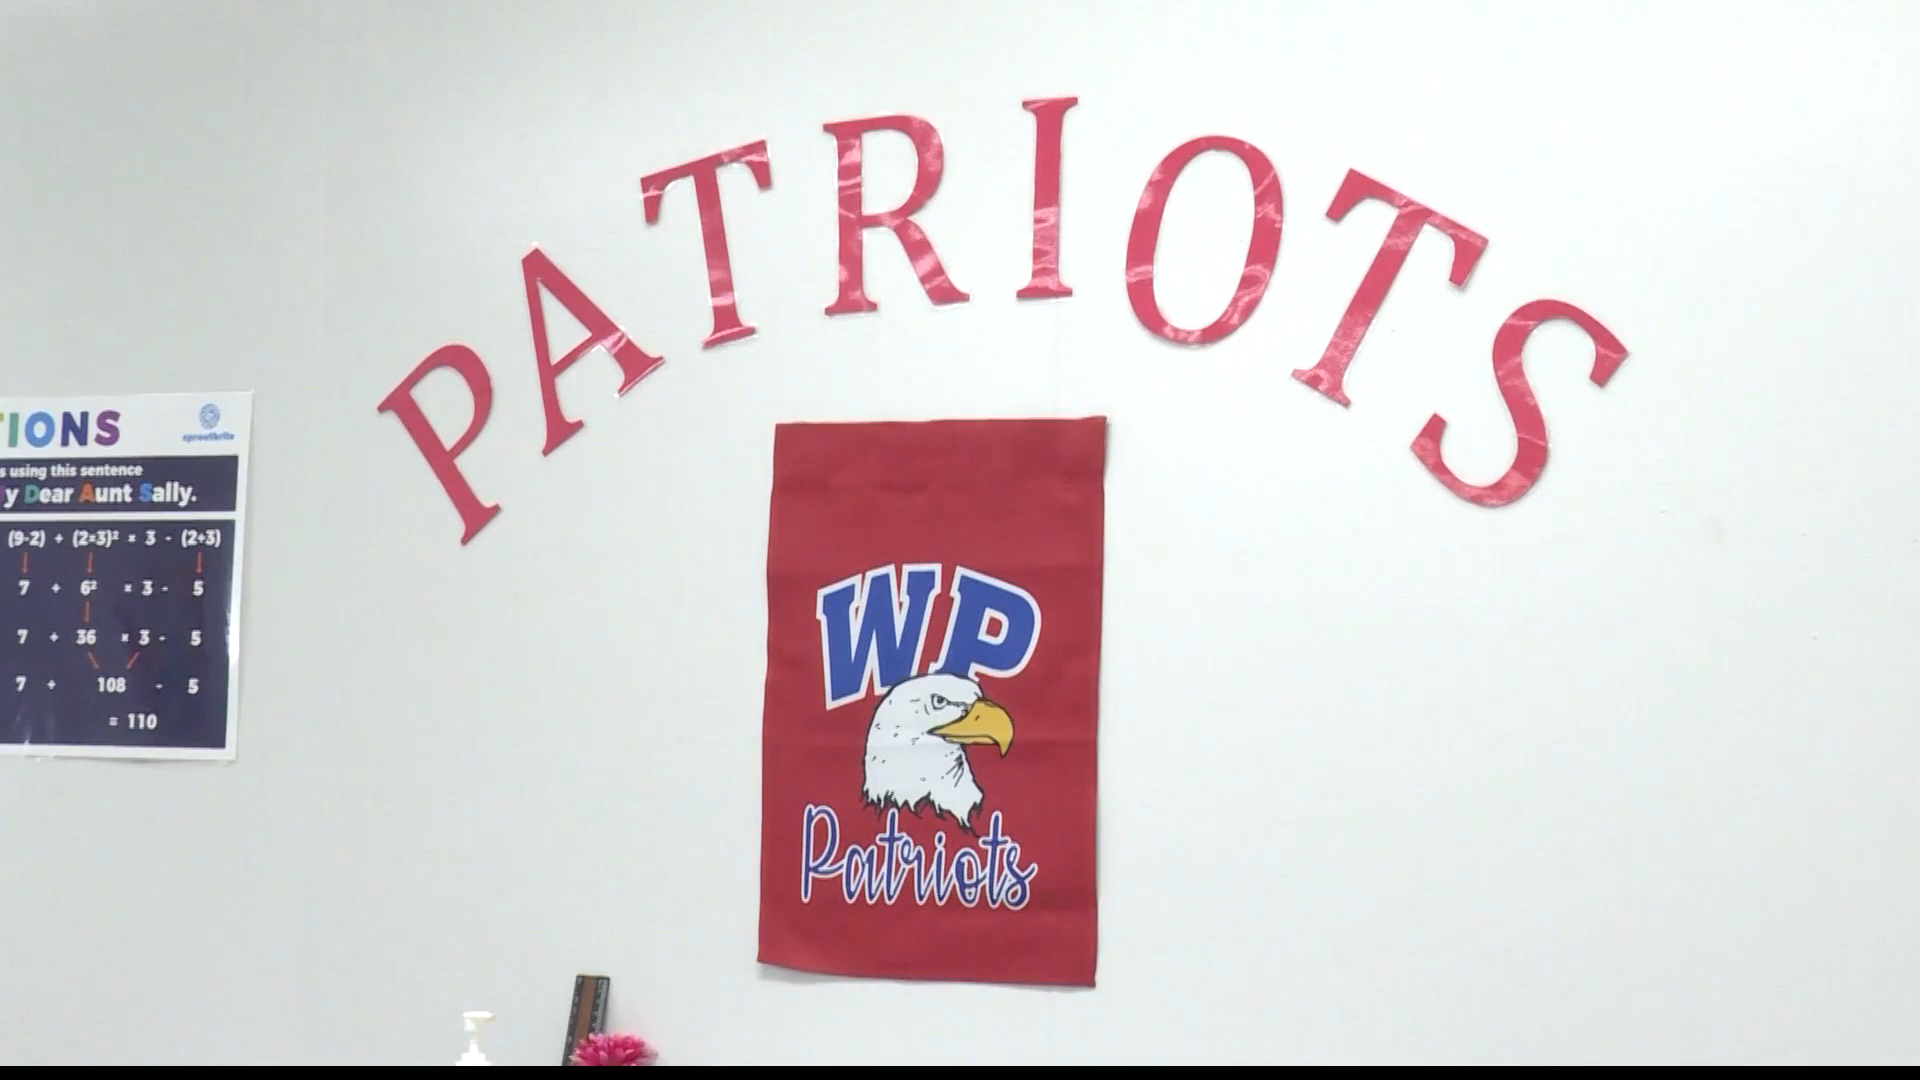 PATRIOTS
TIONS
sproutbrite
s using this sentence
y Dear Aunt Sally.
(9-2) + (2×3)² × 3 - (2+3)
7 + 6² × 3 - 5
7 + 36 × 3 - 5
7 + 108 - 5
= 110
WP
Patriots